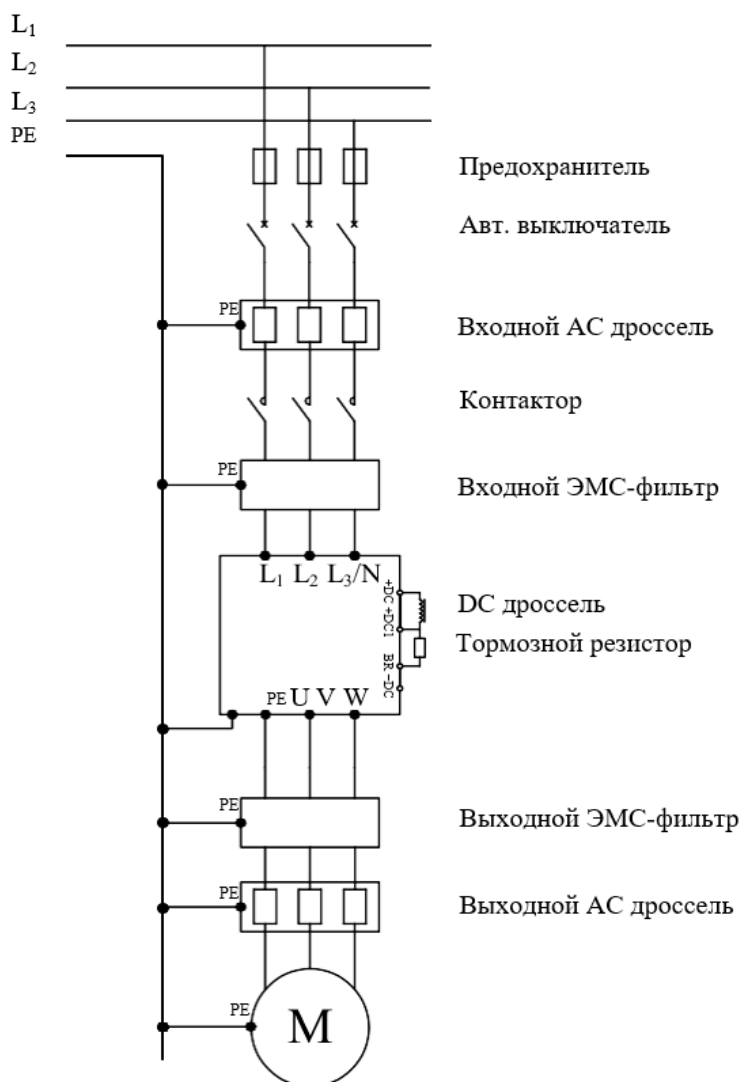 L₁
L₂
L₃
PE
Предохранитель
Авт. выключатель
PE
Входной АС дроссель
Контактор
PE
Входной ЭМС-фильтр
L₁ L₂ L₃/N
+DC +DC1
DC дроссель
Тормозной резистор
BR -DC
PE U V W
PE
Выходной ЭМС-фильтр
PE
Выходной АС дроссель
PE
M